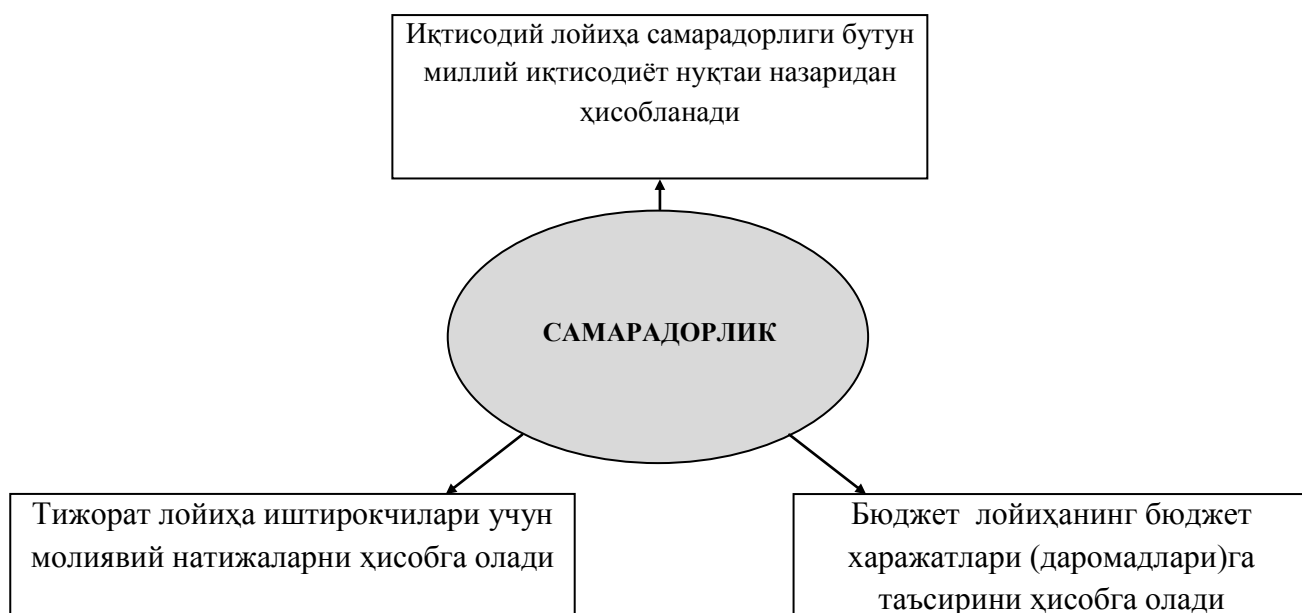 Иқтисодий лойиҳа самарадорлиги бутун
миллий иқтисодиёт нуқтаи назаридан
ҳисобланади
САМАРАДОРЛИК
Тижорат лойиҳа иштирокчилари учун
молиявий натижаларни ҳисобга олади
Бюджет лойиҳанинг бюджет
харажатлари (даромадлари)га
таъсирини ҳисобга олади